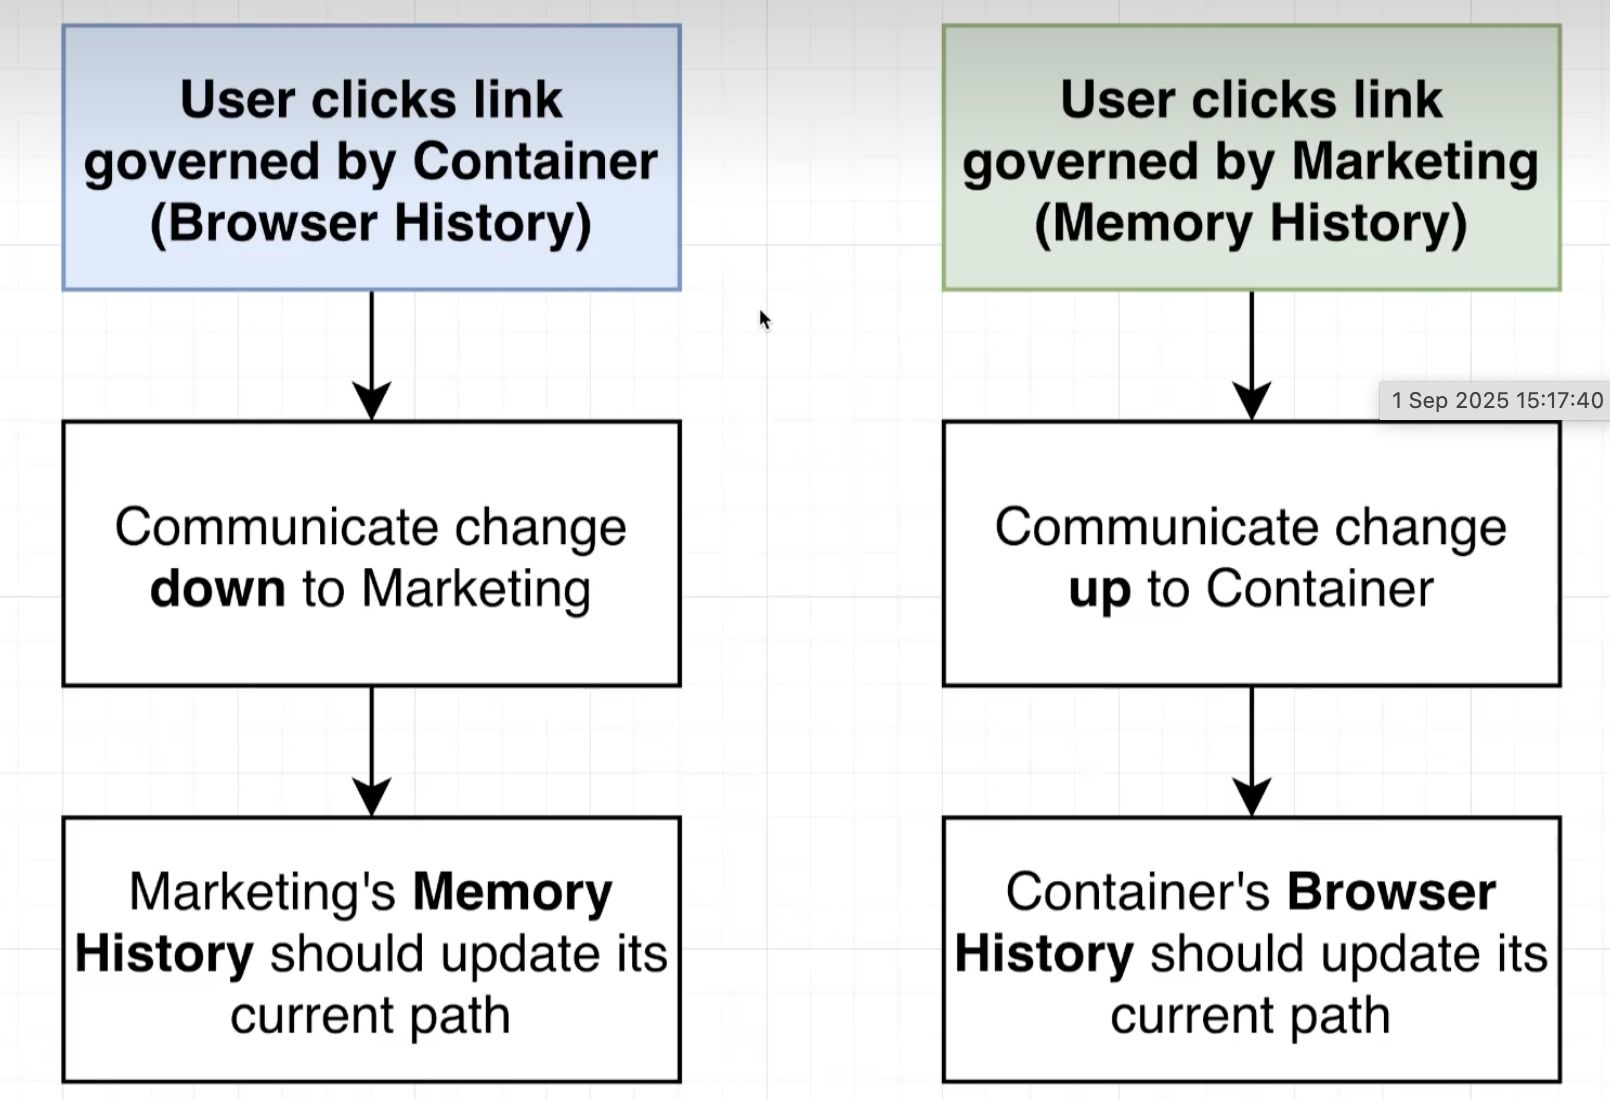 User clicks link
governed by Container
(Browser History)
Communicate change
down to Marketing
Marketing's Memory
History should update its
current path
User clicks link
governed by Marketing
(Memory History)
1 Sep 2025 15:17:40
Communicate change
up to Container
Container's Browser
History should update its
current path